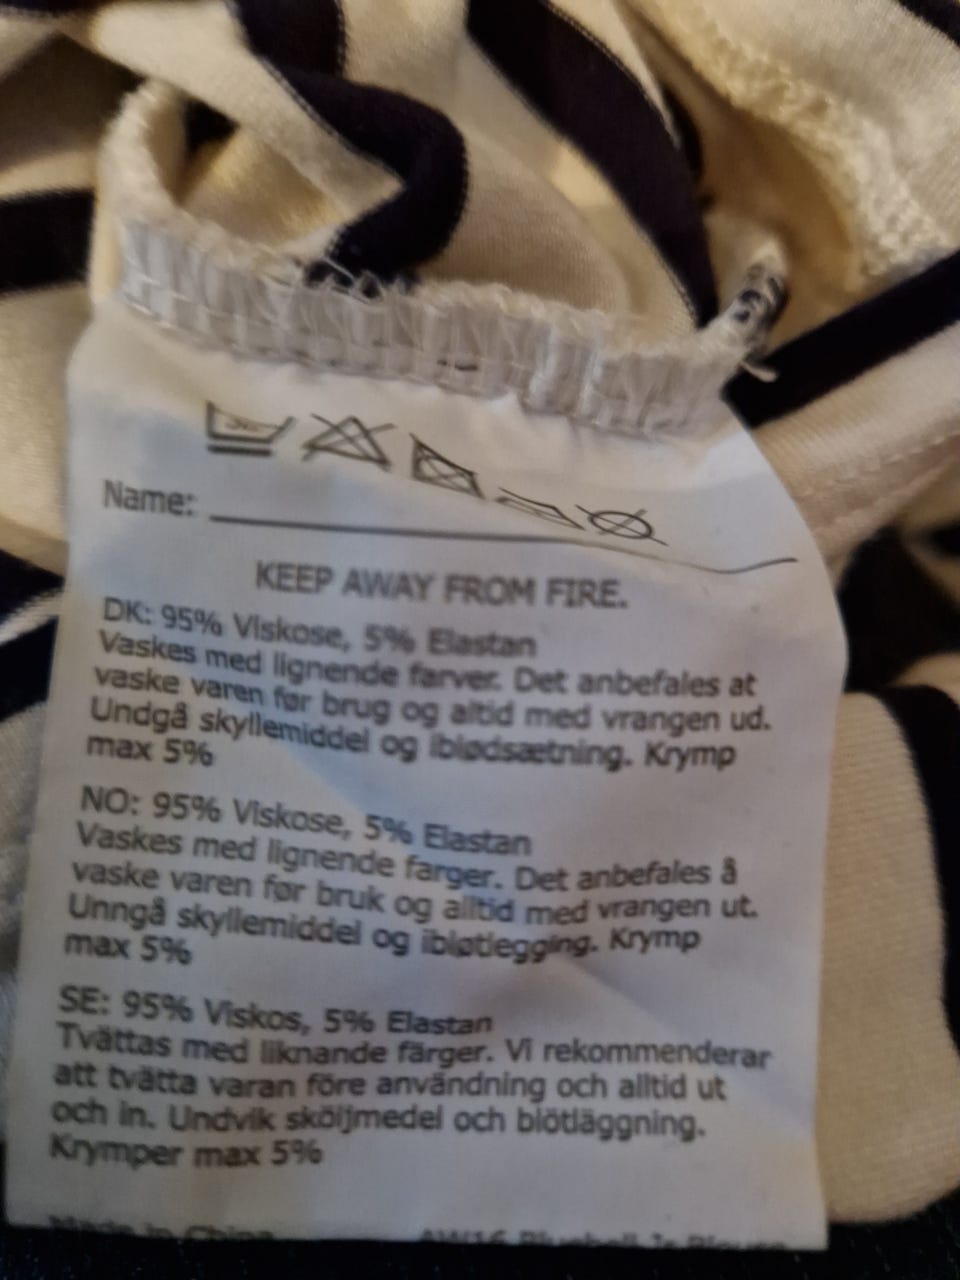 Name:
KEEP AWAY FROM FIRE.
DK: 95% Viskose, 5% Elastan
Vaskes med lignende farver. Det anbefales at
vaske varen før brug og altid med vrangen ud.
Undgå skyllemiddel og iblødsætning. Krymp
max 5%
NO: 95% Viskose, 5% Elastan
Vaskes med lignende farger. Det anbefales å
vaske varen før bruk og alltid med vrangen ut.
Unngå skyllemiddel og ibløtlegging. Krymp
max 5%
SE: 95% Viskos, 5% Elastan
Tvättas med liknande färger. Vi rekommenderar
att tvätta varan före användning och alltid ut
och in. Undvik sköljmedel och blötläggning.
Krymper max 5%
Made in China